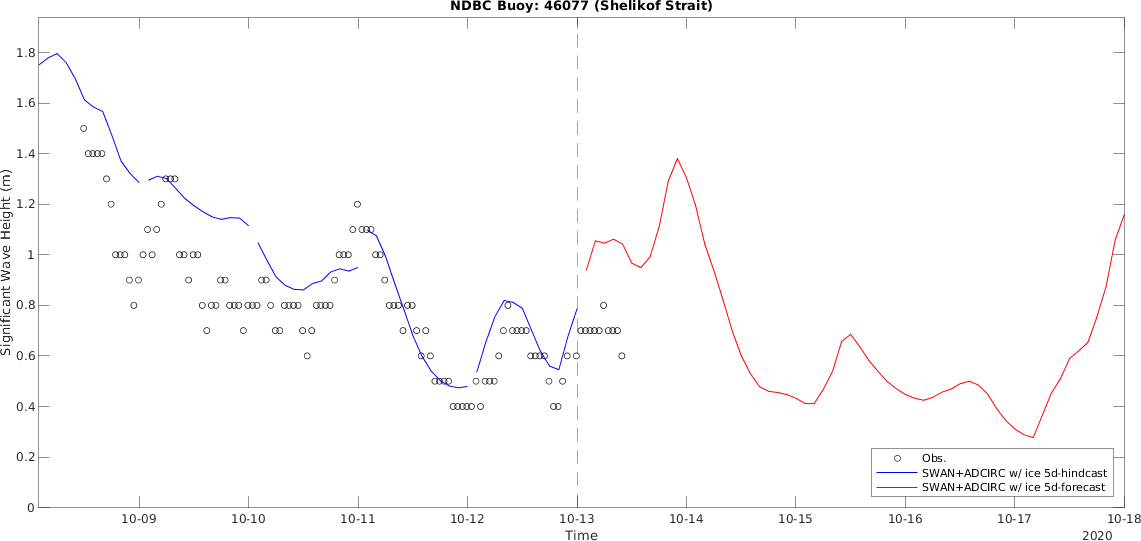 NDBC Buoy: 46077 (Shelikof Strait)
Significant Wave Height (m)
1.8
1.6
1.4
1.2
1
0.8
0.6
0.4
0.2
0
Obs.
SWAN+ADCIRC w/ ice 5d-hindcast
SWAN+ADCIRC w/ ice 5d-forecast
10-09 10-10 10-11 10-12 10-13 10-14 10-15 10-16 10-17 10-18
Time
2020